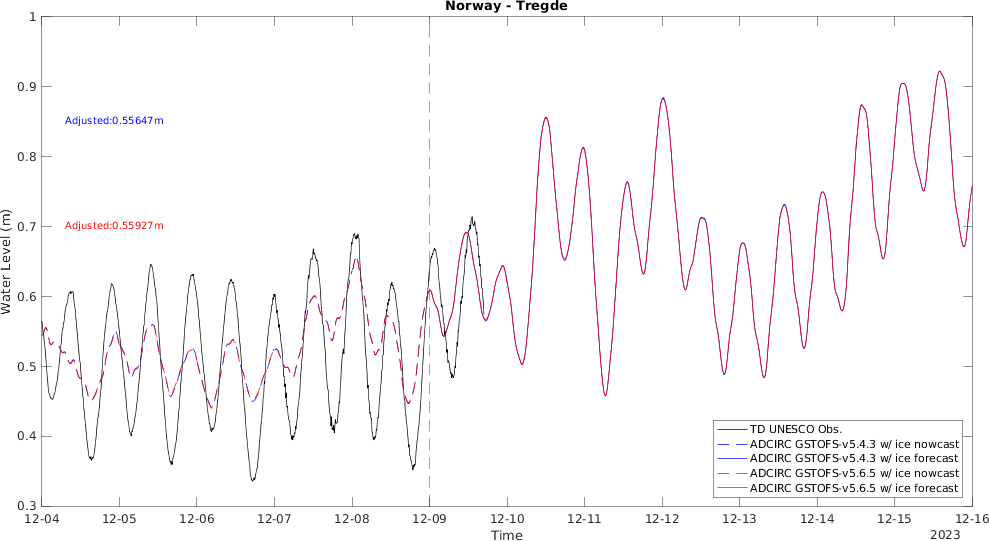 Norway - Tregde
1
0.9
0.8
0.7
0.6
0.5
0.4
0.3
Water Level (m)
Adjusted:0.55647m
Adjusted:0.55927m
TD UNESCO Obs.
ADCIRC GSTOFS-v5.4.3 w/ ice nowcast
ADCIRC GSTOFS-v5.4.3 w/ ice forecast
ADCIRC GSTOFS-v5.6.5 w/ ice nowcast
ADCIRC GSTOFS-v5.6.5 w/ ice forecast
12-04 12-05 12-06 12-07 12-08 12-09 12-10 12-11 12-12 12-13 12-14 12-15 12-16
Time
2023